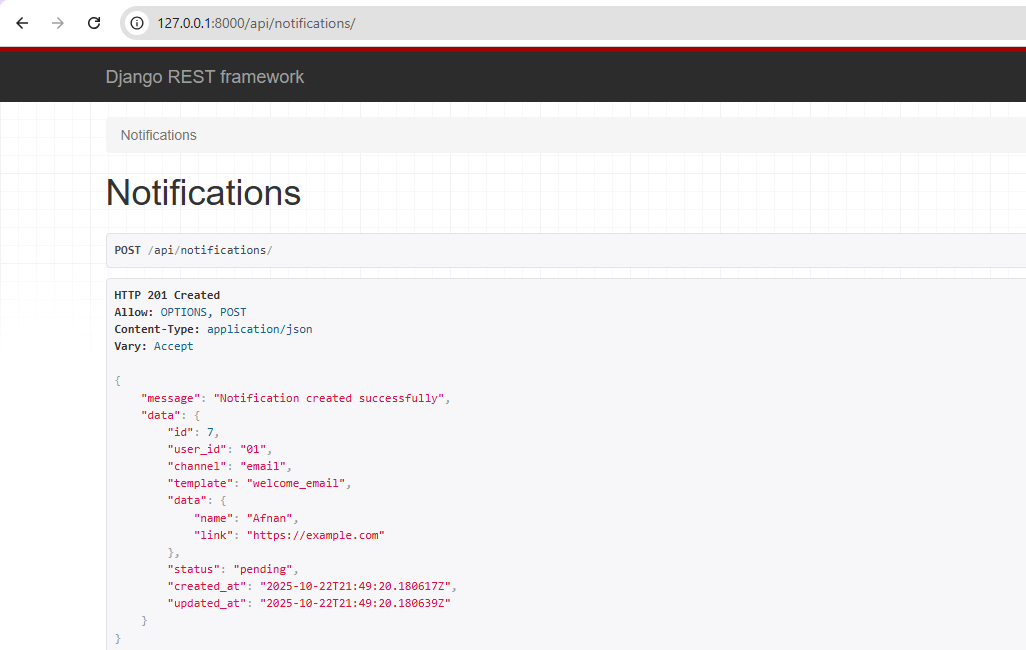 127.0.0.1:8000/api/notifications/
Django REST framework
Notifications
Notifications
POST /api/notifications/
HTTP 201 Created
Allow: OPTIONS, POST
Content-Type: application/json
Vary: Accept
{
    "message": "Notification created successfully",
    "data": {
        "id": 7,
        "user_id": "01",
        "channel": "email",
        "template": "welcome_email",
        "data": {
            "name": "Afnan",
            "link": "https://example.com"
        },
        "status": "pending",
        "created_at": "2025-10-22T21:49:20.180617Z",
        "updated_at": "2025-10-22T21:49:20.180639Z"
    }
}